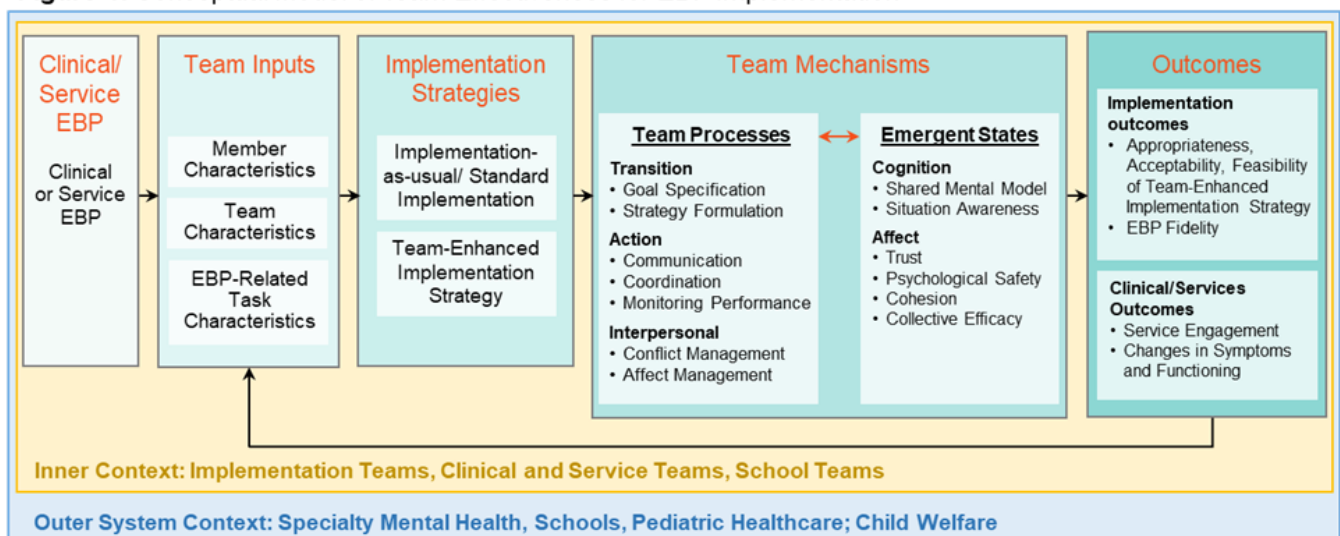 Clinical/
Service
EBP
Clinical
or Service
EBP
Team Inputs
Member
Characteristics
Team
Characteristics
EBP-Related
Task
Characteristics
Implementation
Strategies
Implementation-
as-usual/ Standard
Implementation
Team-Enhanced
Implementation
Strategy
Team Mechanisms
Team Processes
Transition
• Goal Specification
• Strategy Formulation
Action
• Communication
• Coordination
• Monitoring Performance
Interpersonal
• Conflict Management
• Affect Management
Emergent States
Cognition
• Shared Mental Model
• Situation Awareness
Affect
• Trust
• Psychological Safety
• Cohesion
• Collective Efficacy
Outcomes
Implementation
outcomes
• Appropriateness,
Acceptability, Feasibility
of Team-Enhanced
Implementation Strategy
• EBP Fidelity
Clinical/Services
Outcomes
• Service Engagement
• Changes in Symptoms
and Functioning
Inner Context: Implementation Teams, Clinical and Service Teams, School Teams
Outer System Context: Specialty Mental Health, Schools, Pediatric Healthcare; Child Welfare